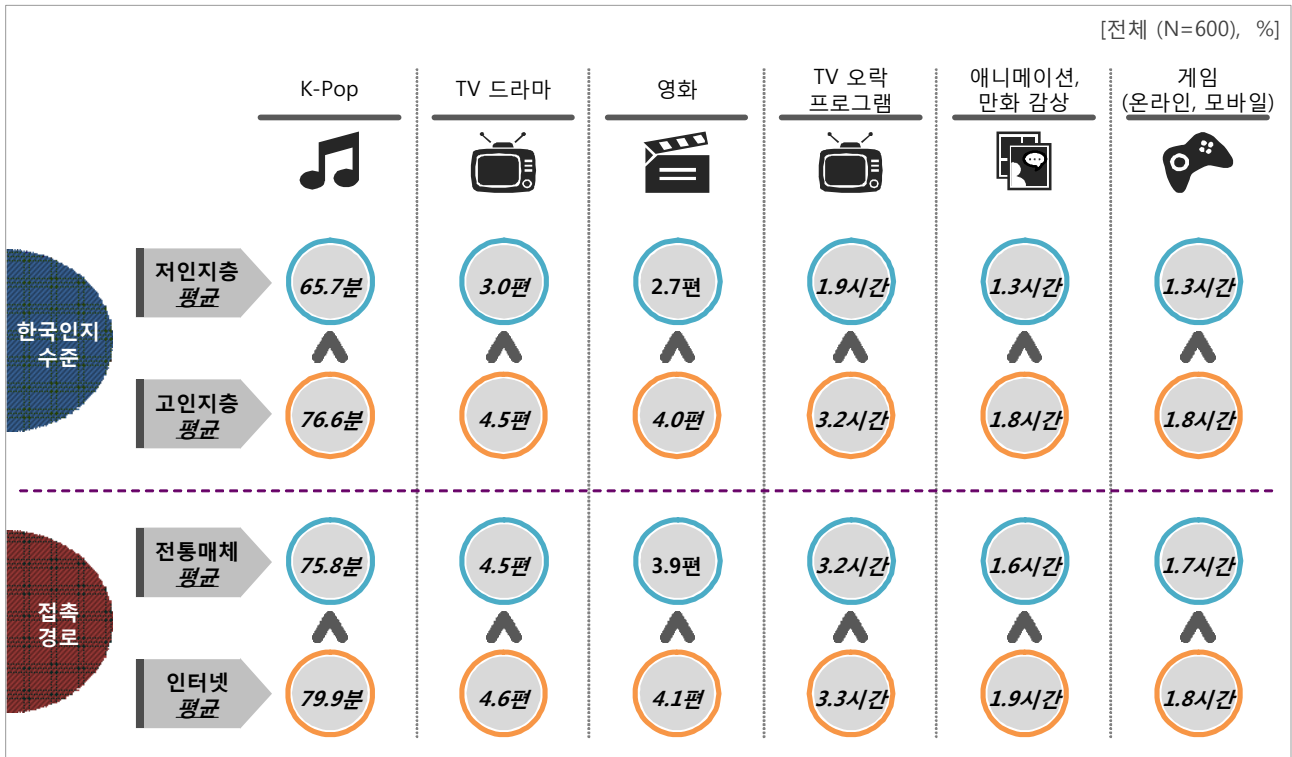 [전체 (N=600), %]
K-Pop
TV 드라마
영화
TV 오락
프로그램
애니메이션,
만화 감상
게임
(온라인, 모바일)
한국인지
수준
저인지층
평균
65.7분
3.0편
2.7편
1.9시간
1.3시간
1.3시간
고인지층
평균
76.6분
4.5편
4.0편
3.2시간
1.8시간
1.8시간
접촉
경로
전통매체
평균
75.8분
4.5편
3.9편
3.2시간
1.6시간
1.7시간
인터넷
평균
79.9분
4.6편
4.1편
3.3시간
1.9시간
1.8시간